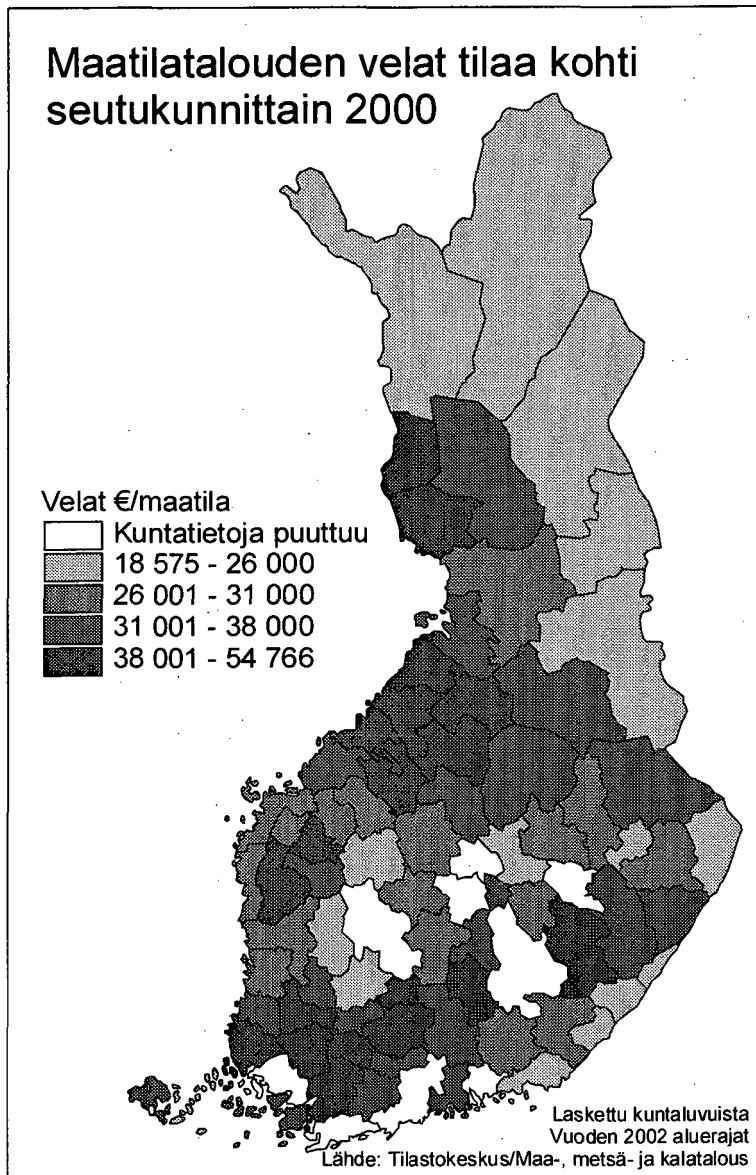 Maatilatalouden velat tilaa kohti
seutukunnittain 2000
Velat €/maatila
Kuntatietoja puuttuu
18 575 - 26 000
26 001 - 31 000
31 001 - 38 000
38 001 - 54 766
Laskettu kuntaluvuista
Vuoden 2002 aluerajat
Lähde: Tilastokeskus/Maa-, metsä- ja kalatalous